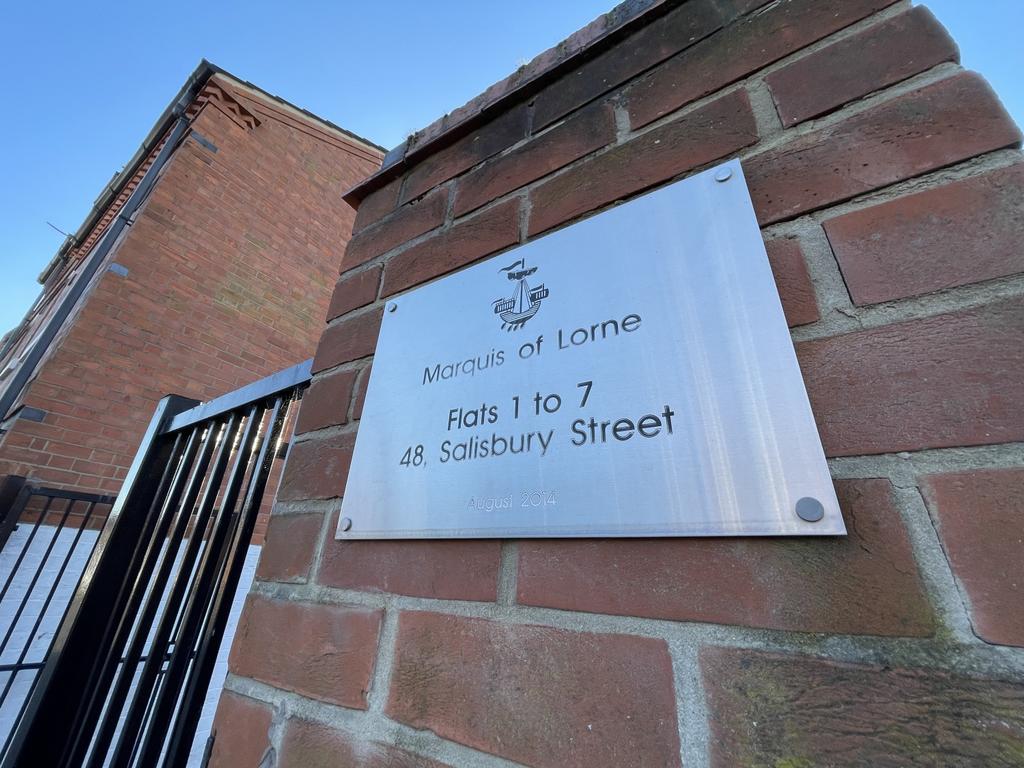 Marquis of Lorne
Flats 1 to 7
48, Salisbury Street
August 2014